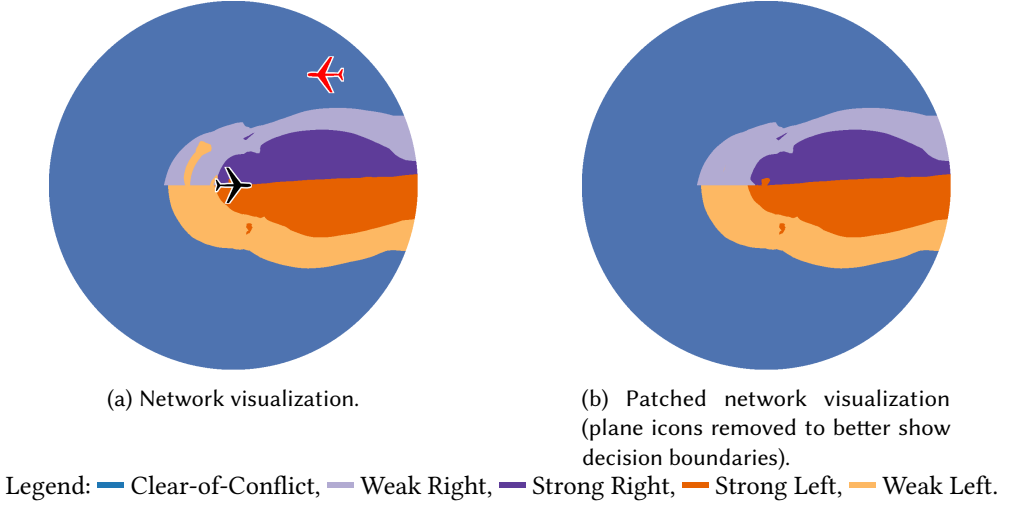 (a) Network visualization.
(b) Patched network visualization
(plane icons removed to better show
decision boundaries).
Legend: Clear-of-Conflict, Weak Right, Strong Right, Strong Left, Weak Left.